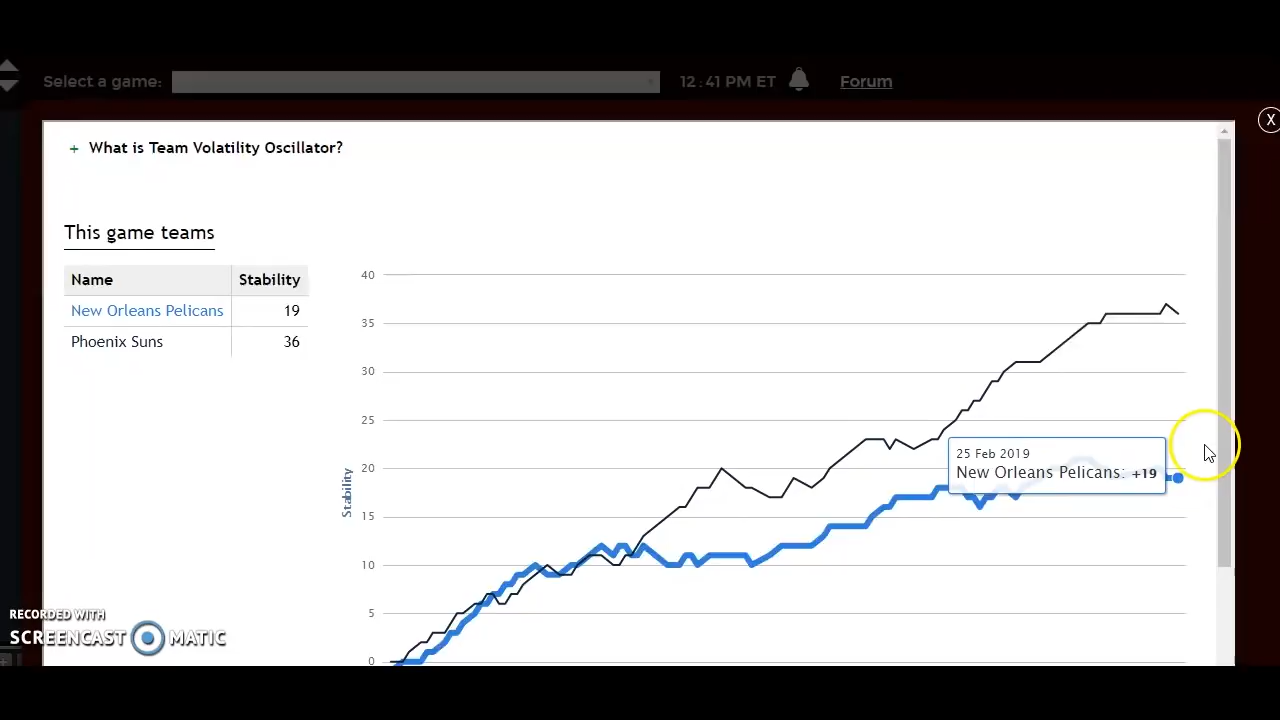 Select a game:
12:41 PM ET
Forum
X
+ What is Team Volatility Oscillator?
This game teams
Name Stability
New Orleans Pelicans 19
Phoenix Suns 36
40
35
30
25
20
15
10
5
0
Stability
25 Feb 2019
New Orleans Pelicans: +19
RECORDED WITH
SCREENCAST MATIC